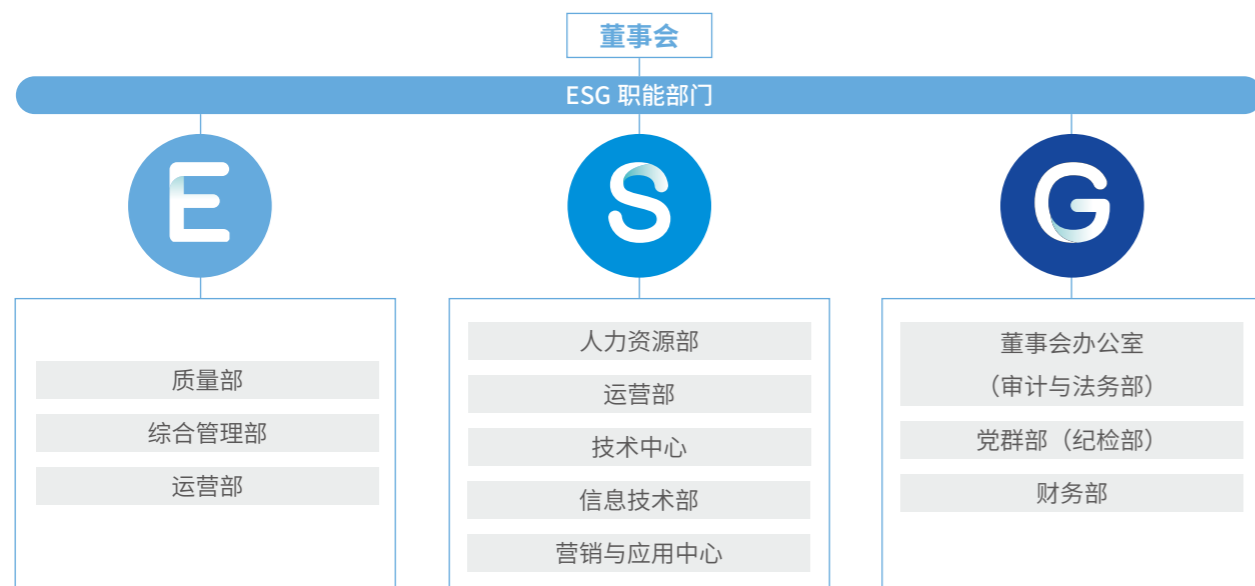 董事会
ESG 职能部门
E
S
G
质量部
综合管理部
运营部
人力资源部
运营部
技术中心
信息技术部
营销与应用中心
董事会办公室
（审计与法务部）
党群部（纪检部）
财务部